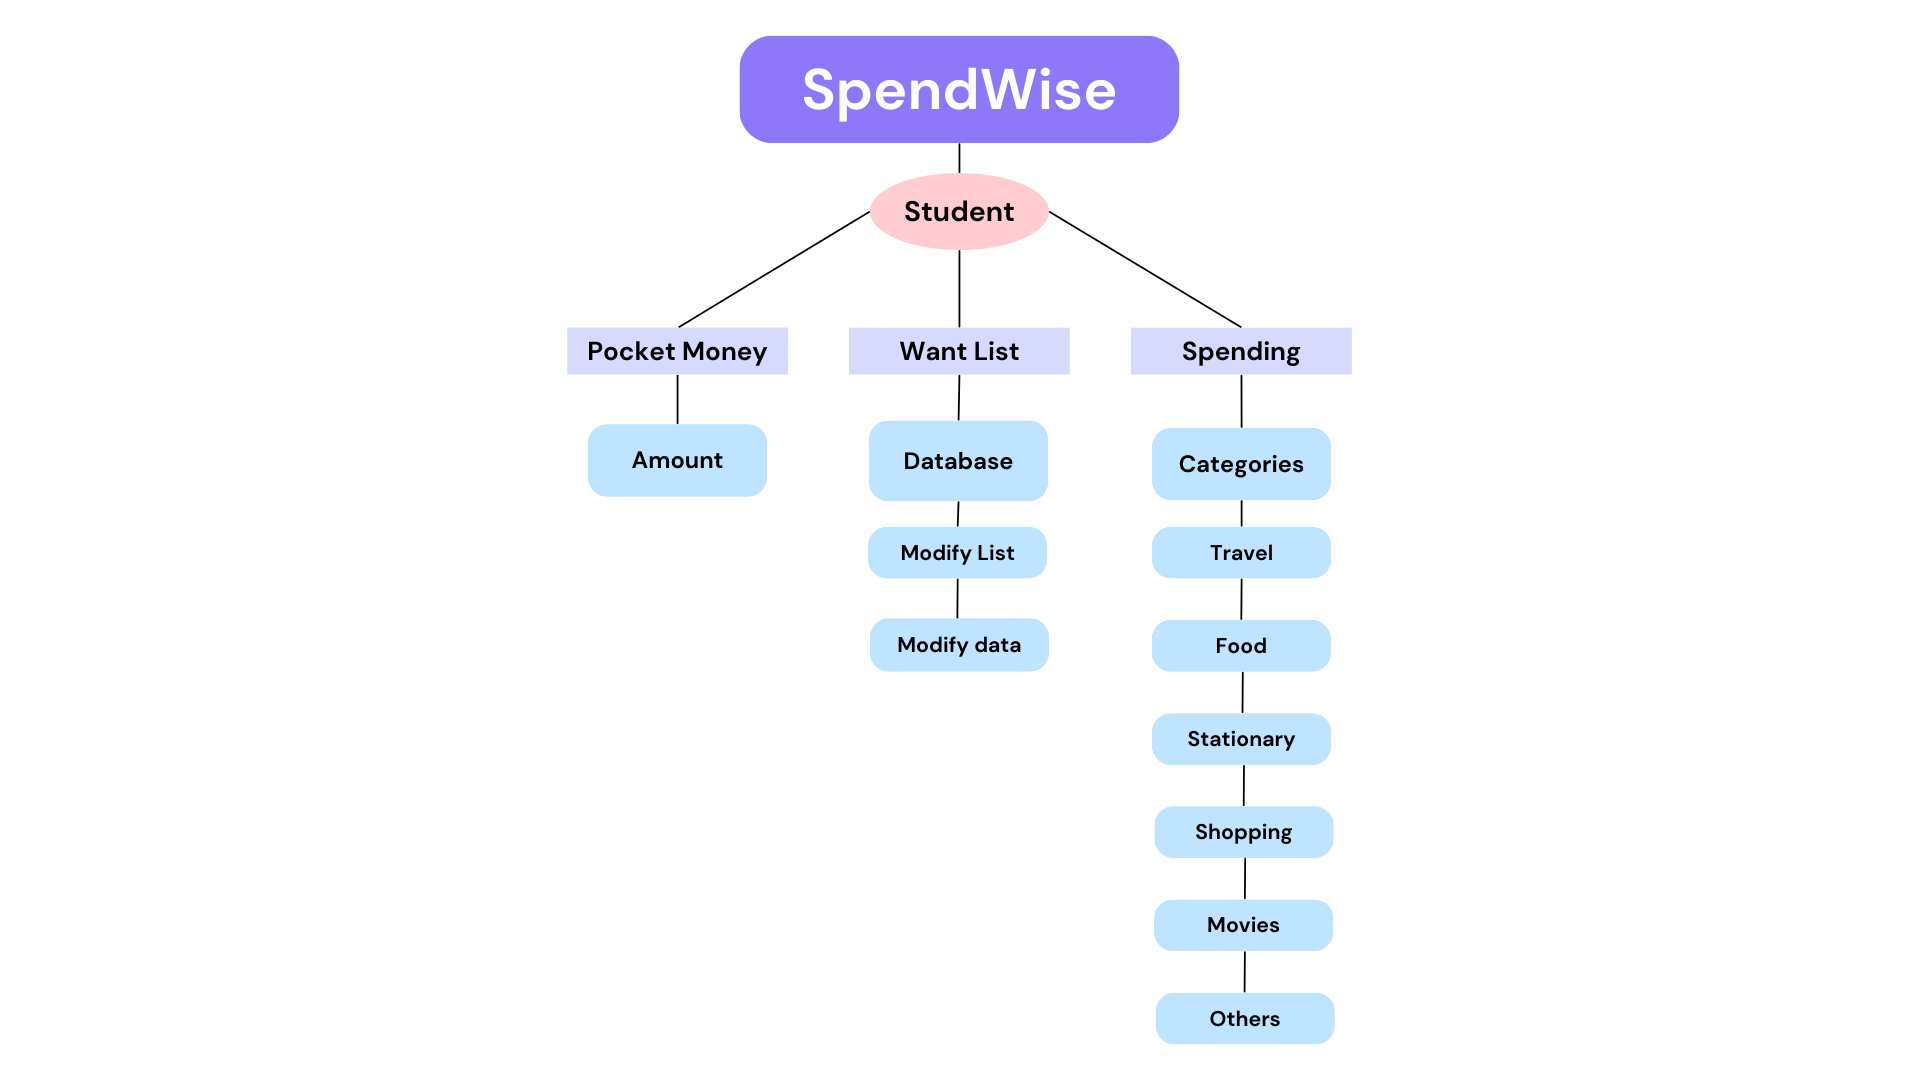 SpendWise
Student
Pocket Money
Want List
Spending
Amount
Database
Categories
Modify List
Travel
Modify data
Food
Stationary
Shopping
Movies
Others